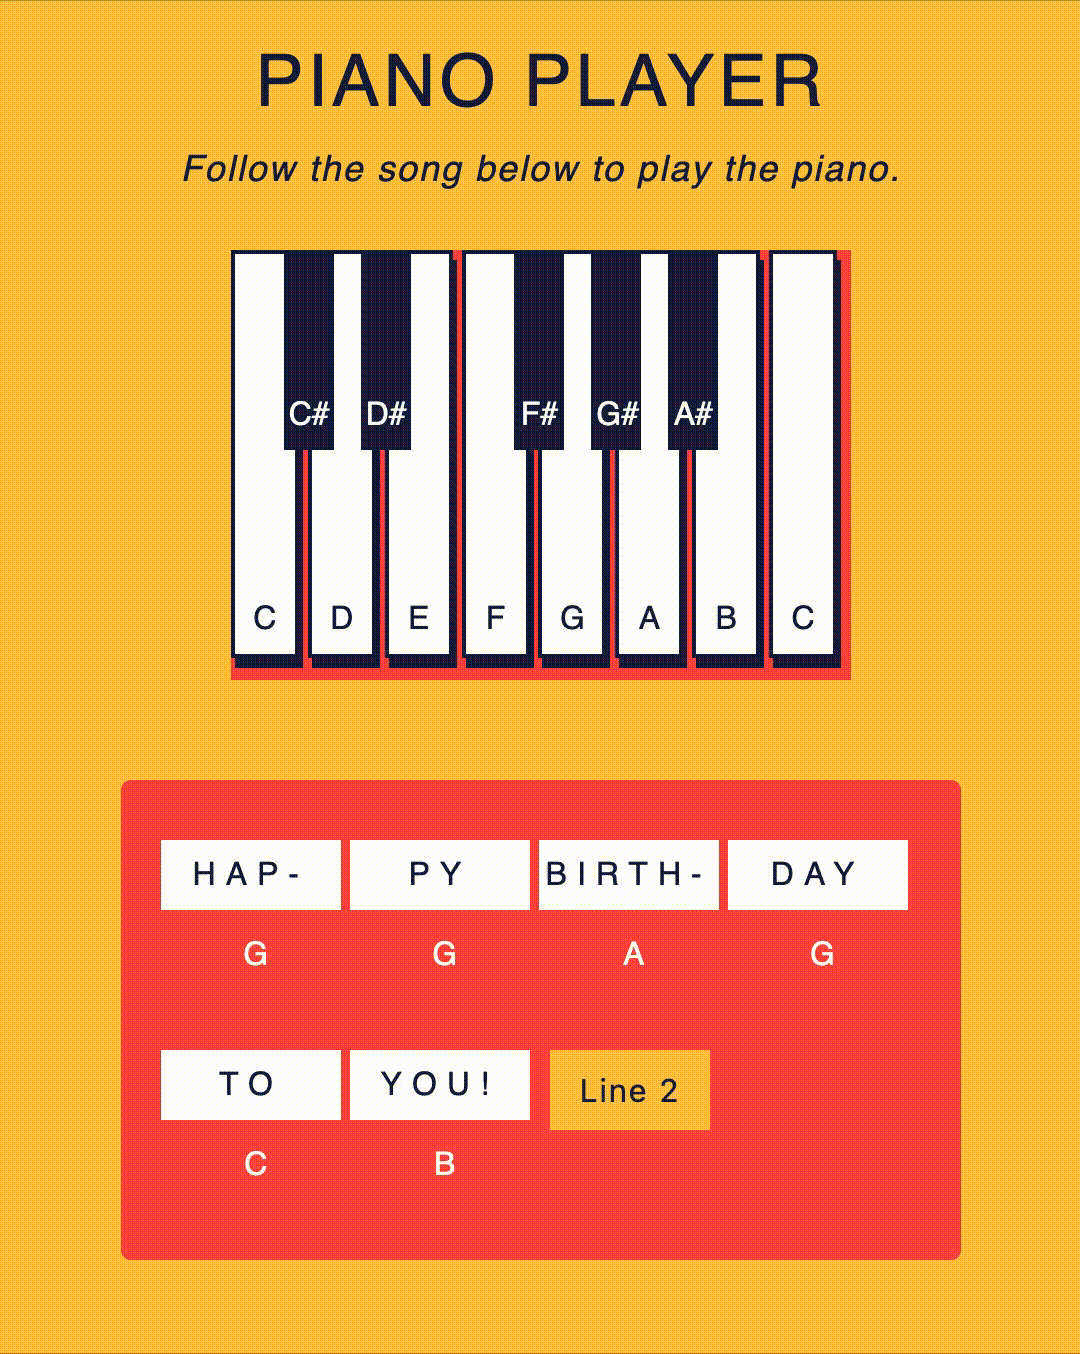 PIANO PLAYER
Follow the song below to play the piano.
C# D# F# G# A#
C D E F G A B C
HAP- PY BIRTH- DAY
G G A G
TO YOU! Line 2
C B